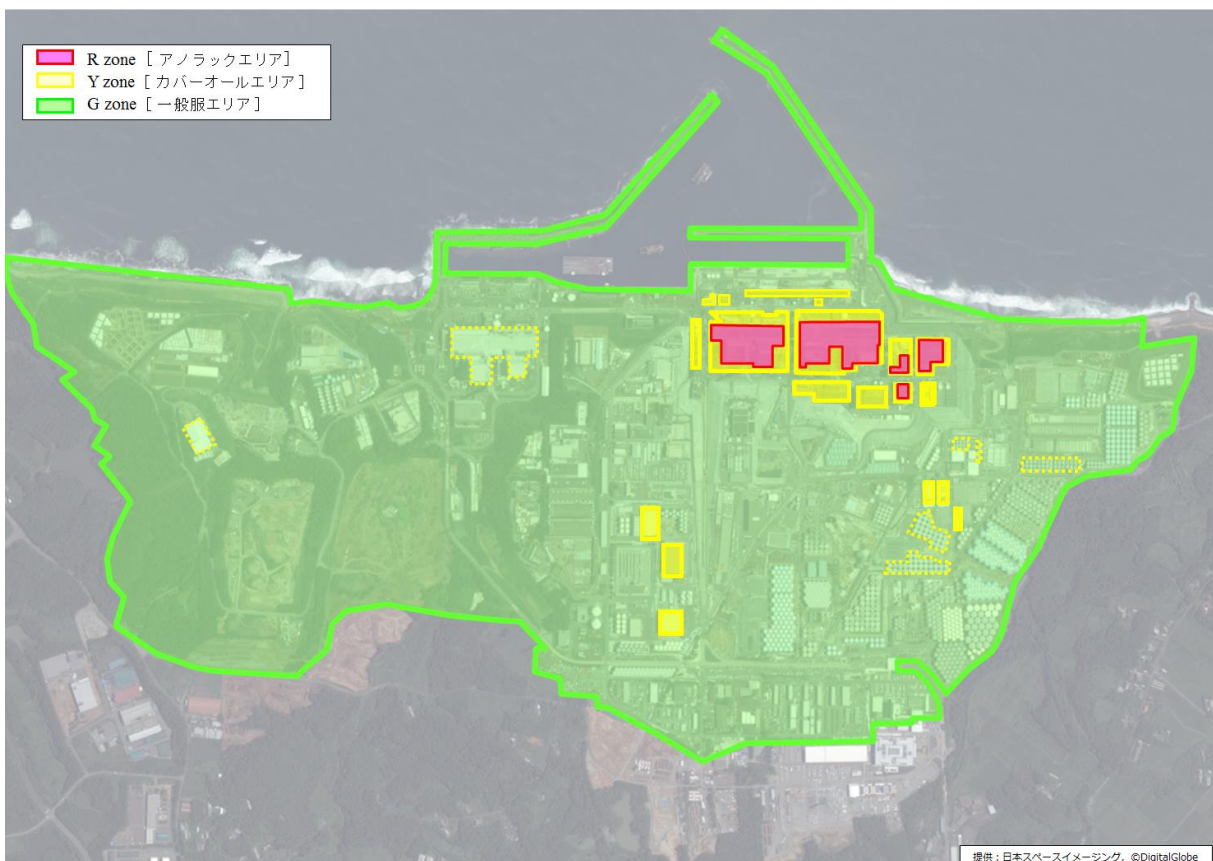 R zone [ アノラックエリア]
Y zone [ カバーオールエリア ]
G zone [ 一般服エリア ]
提供：日本スペースイメージング，©DigitalGlobe